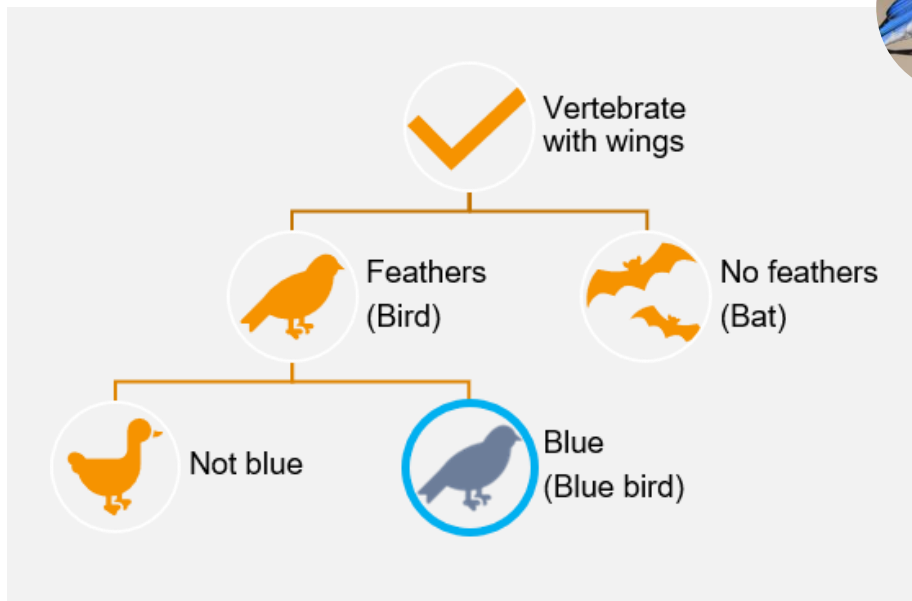 Vertebrate
with wings
Feathers
(Bird)
No feathers
(Bat)
Not blue
Blue
(Blue bird)